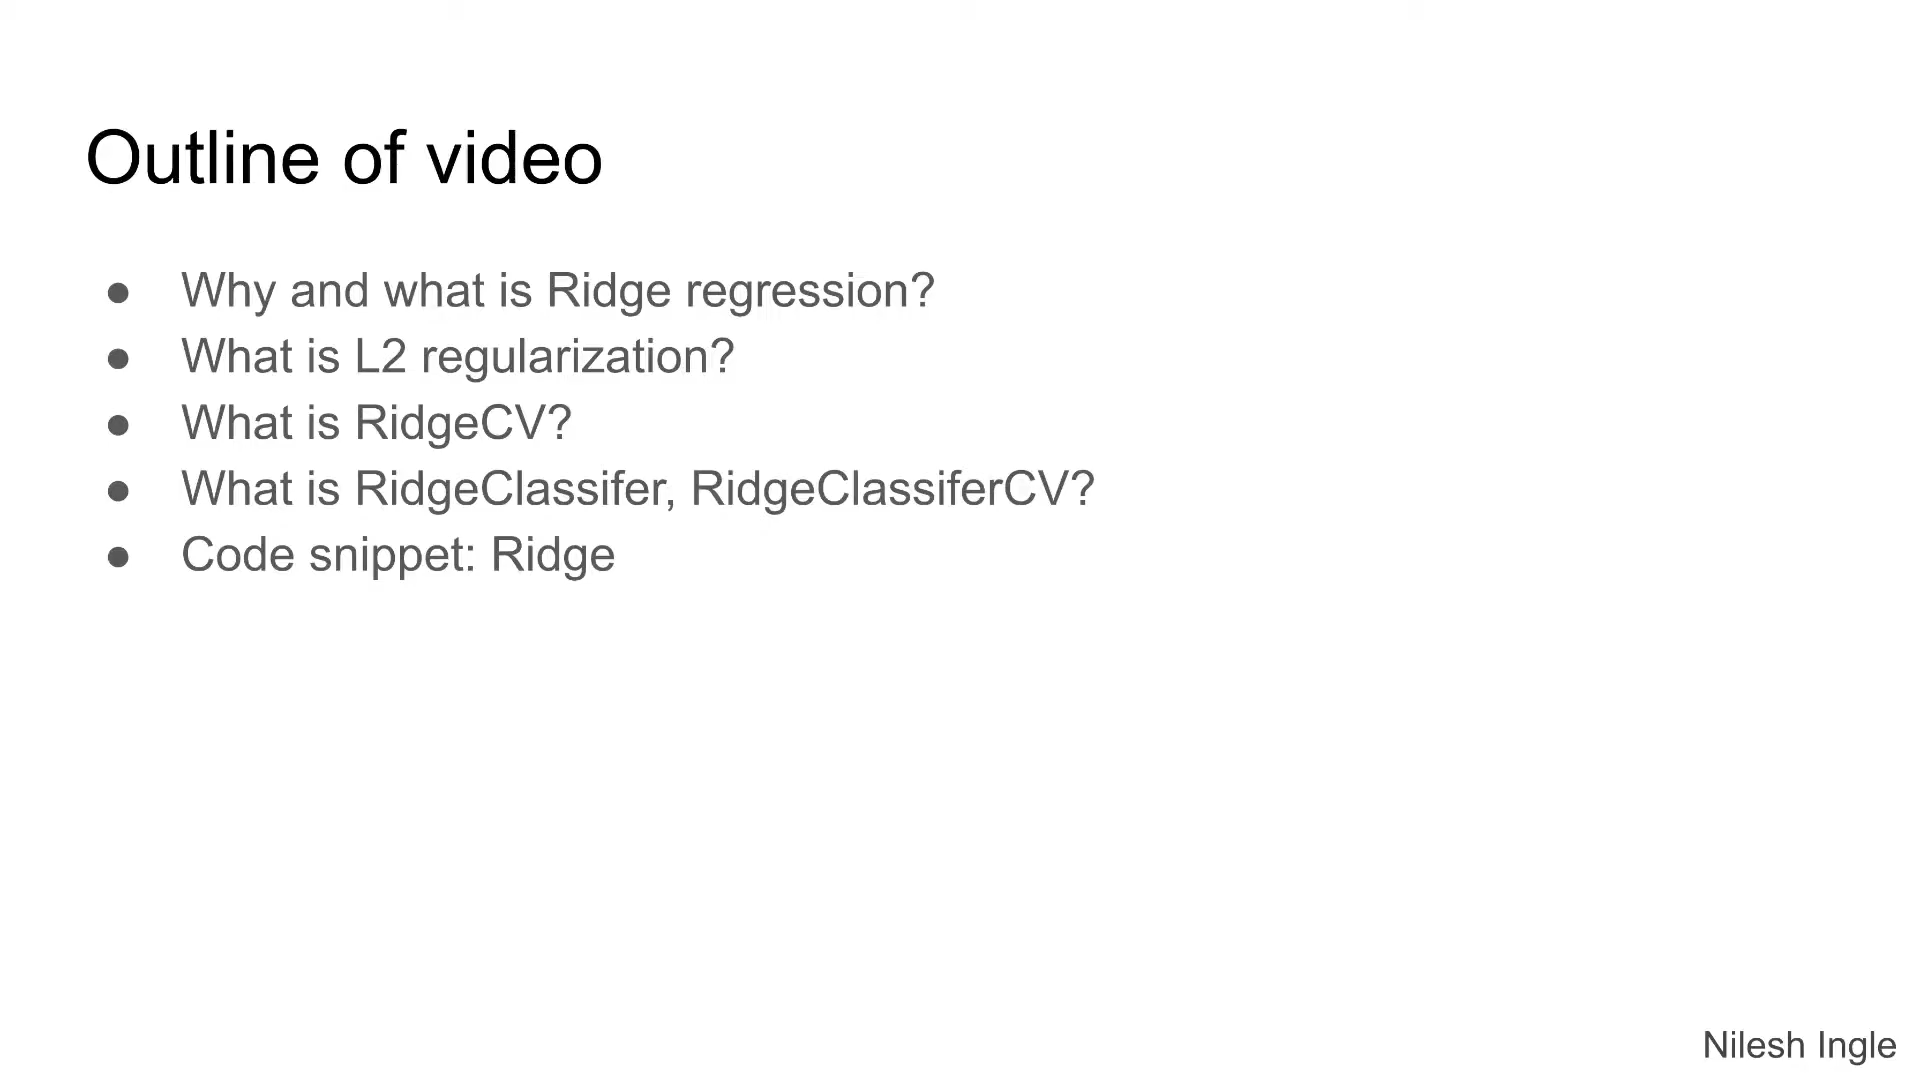 Outline of video
● Why and what is Ridge regression?
● What is L2 regularization?
● What is RidgeCV?
● What is RidgeClassifer, RidgeClassiferCV?
● Code snippet: Ridge
Nilesh Ingle